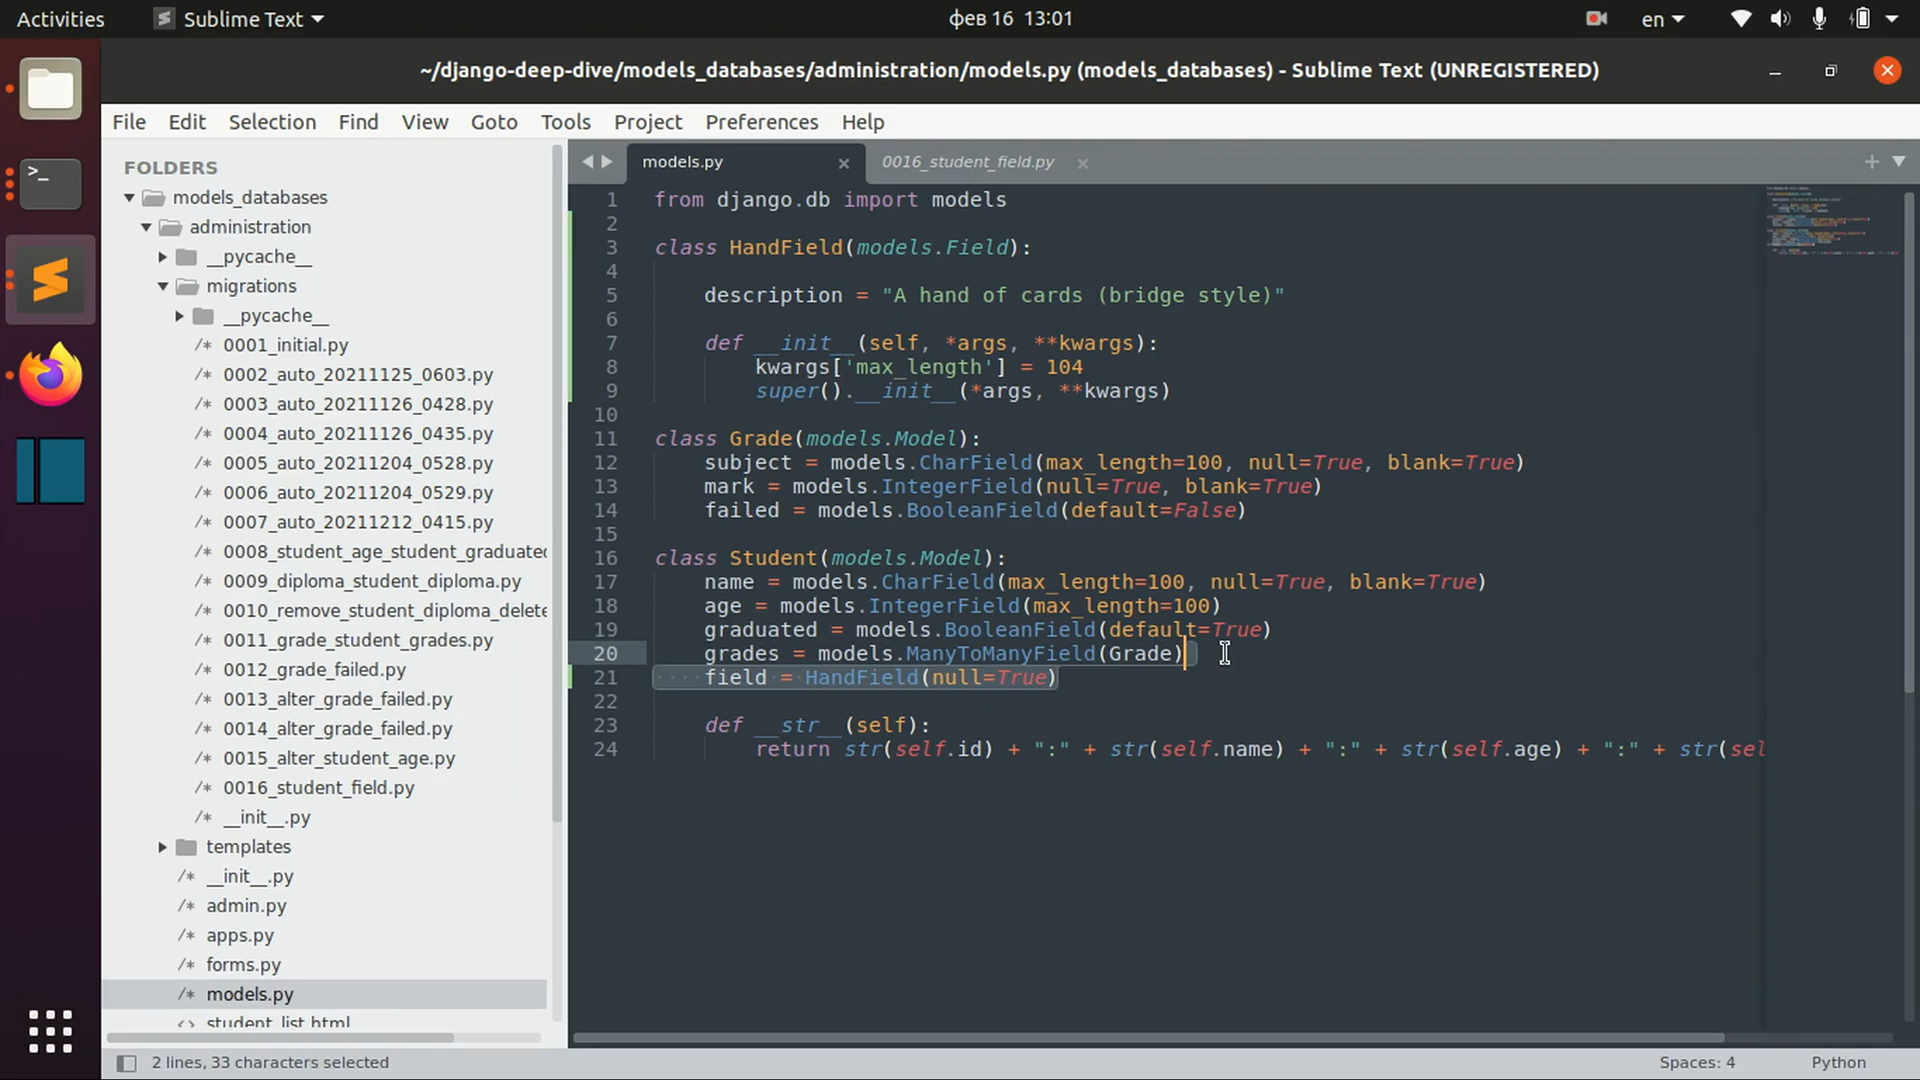 Activities
Sublime Text
фев 16 13:01
en
~/django-deep-dive/models_databases/administration/models.py (models_databases) - Sublime Text (UNREGISTERED)
File Edit Selection Find View Goto Tools Project Preferences Help
FOLDERS
models_databases
administration
__pycache__
migrations
__pycache__
0001_initial.py
0002_auto_20211125_0603.py
0003_auto_20211126_0428.py
0004_auto_20211126_0435.py
0005_auto_20211204_0528.py
0006_auto_20211204_0529.py
0007_auto_20211212_0415.py
0008_student_age_student_graduated
0009_diploma_student_diploma.py
0010_remove_student_diploma_delete
0011_grade_student_grades.py
0012_grade_failed.py
0013_alter_grade_failed.py
0014_alter_grade_failed.py
0015_alter_student_age.py
0016_student_field.py
__init__.py
templates
__init__.py
admin.py
apps.py
forms.py
models.py
student_list.html
models.py
0016_student_field.py
1 from django.db import models
2
3 class HandField(models.Field):
4
5 description = "A hand of cards (bridge style)"
6
7 def __init__(self, *args, **kwargs):
8 kwargs['max_length'] = 104
9 super().__init__(*args, **kwargs)
10
11 class Grade(models.Model):
12 subject = models.CharField(max_length=100, null=True, blank=True)
13 mark = models.IntegerField(null=True, blank=True)
14 failed = models.BooleanField(default=False)
15
16 class Student(models.Model):
17 name = models.CharField(max_length=100, null=True, blank=True)
18 age = models.IntegerField(max_length=100)
19 graduated = models.BooleanField(default=True)
20 grades = models.ManyToManyField(Grade)
21 field = HandField(null=True)
22
23 def __str__(self):
24 return str(self.id) + ":" + str(self.name) + ":" + str(self.age) + ":" + str(sel
2 lines, 33 characters selected
Spaces: 4
Python